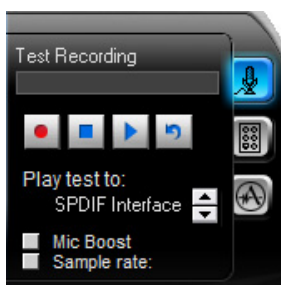 Test Recording
Play test to:
SPDIF Interface
Mic Boost
Sample rate: